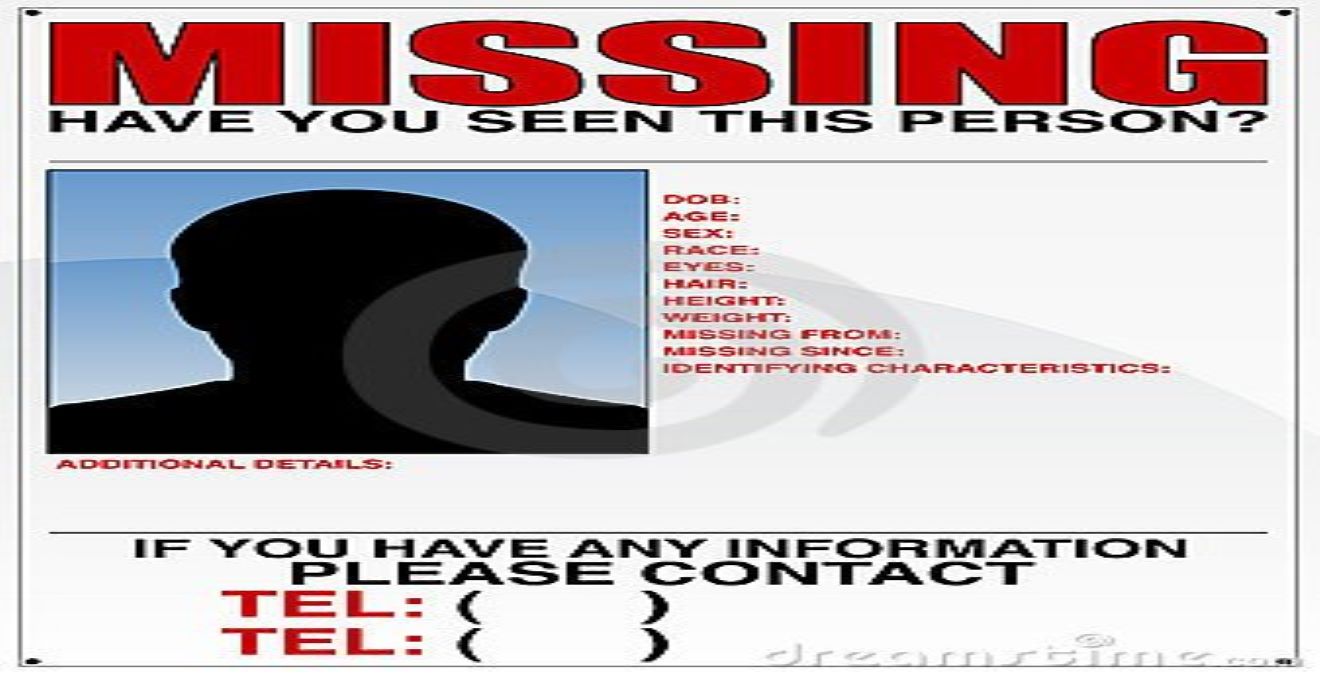 MISSING
HAVE YOU SEEN THIS PERSON?
DOB:
AGE:
SEX:
RACE:
EYES:
HAIR:
HEIGHT:
WEIGHT:
MISSING FROM:
MISSING SINCE:
IDENTIFYING CHARACTERISTICS:
ADDITIONAL DETAILS:
IF YOU HAVE ANY INFORMATION
PLEASE CONTACT
TEL: ( )
TEL: ( )
dreamstime.com